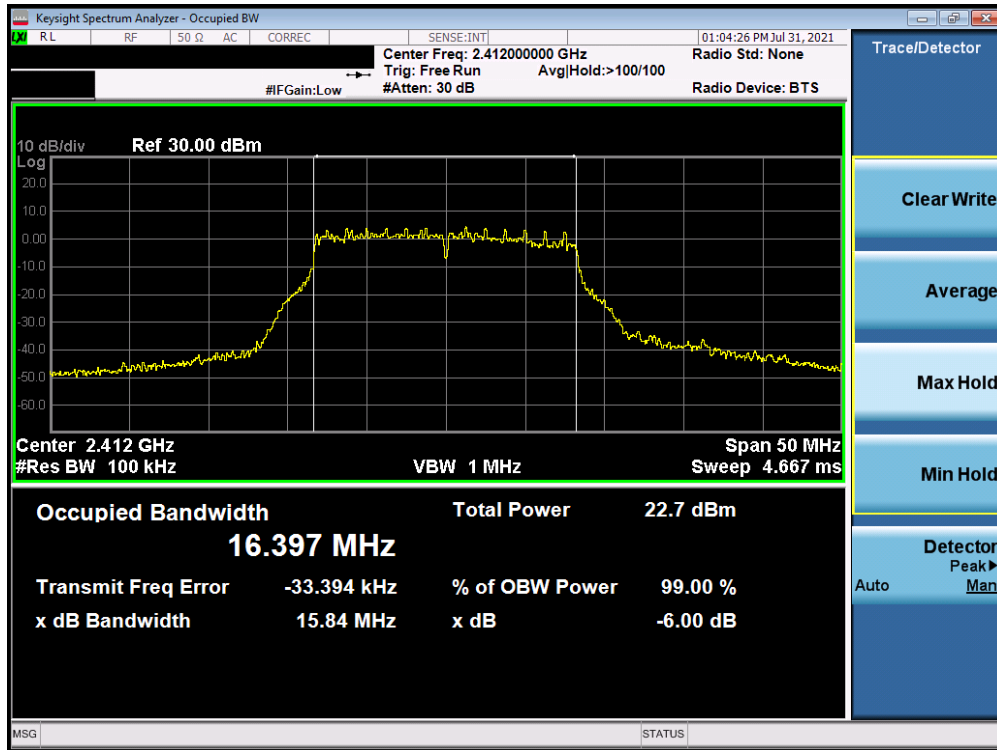 Keysight Spectrum Analyzer - Occupied BW
LXI RL RF 50 Ω AC CORREC SENSE:INT 01:04:26 PM Jul 31, 2021
Center Freq: 2.412000000 GHz Radio Std: None
Trig: Free Run Avg|Hold:>100/100
#IFGain:Low #Atten: 30 dB Radio Device: BTS
10 dB/div Ref 30.00 dBm
Log
20.0
10.0
0.00
-10.0
-20.0
-30.0
-40.0
-50.0
-60.0
Center 2.412 GHz Span 50 MHz
#Res BW 100 kHz VBW 1 MHz Sweep 4.667 ms
Occupied Bandwidth Total Power 22.7 dBm
16.397 MHz
Transmit Freq Error -33.394 kHz % of OBW Power 99.00 %
x dB Bandwidth 15.84 MHz x dB -6.00 dB
MSG STATUS
Trace/Detector
Clear Write
Average
Max Hold
Min Hold
Detector
Peak▶
Auto Man